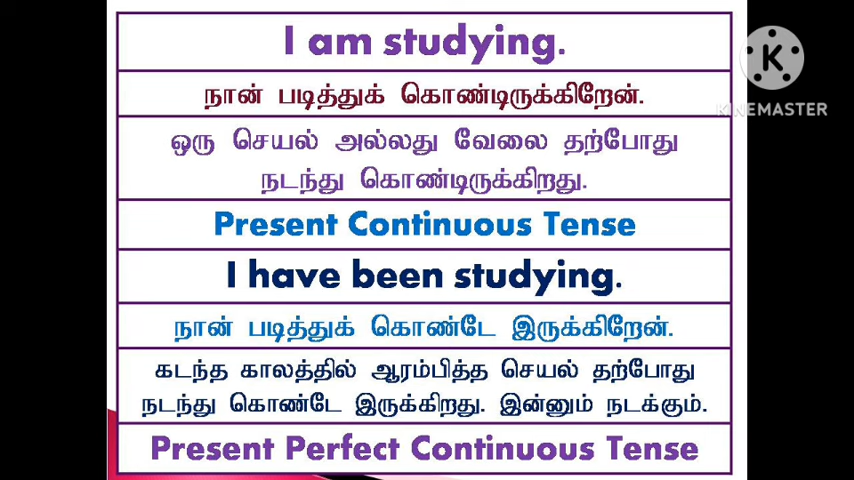 I am studying.
நான் படித்துக் கொண்டிருக்கிறேன்.
ஒரு செயல் அல்லது வேலை தற்போது
நடந்து கொண்டிருக்கிறது.
Present Continuous Tense
I have been studying.
நான் படித்துக் கொண்டே இருக்கிறேன்.
கடந்த காலத்தில் ஆரம்பித்த செயல் தற்போது
நடந்து கொண்டே இருக்கிறது. இன்னும் நடக்கும்.
Present Perfect Continuous Tense
K
KINEMASTER